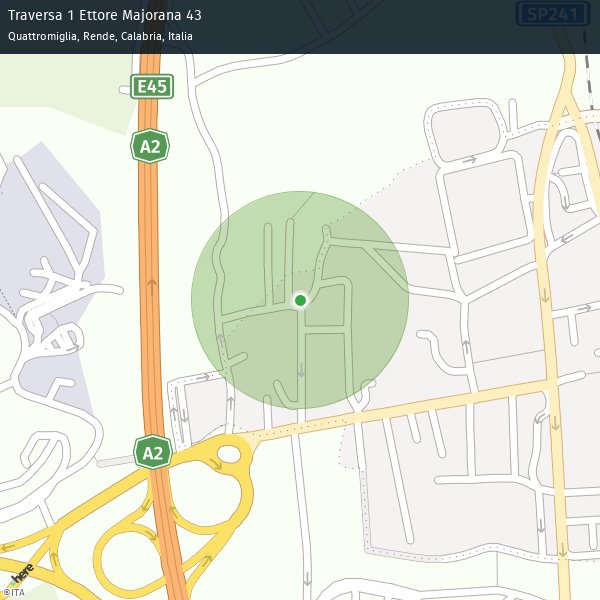 Traversa 1 Ettore Majorana 43
Quattromiglia, Rende, Calabria, Italia
SP241
E45
A2
A2
here
©ITA